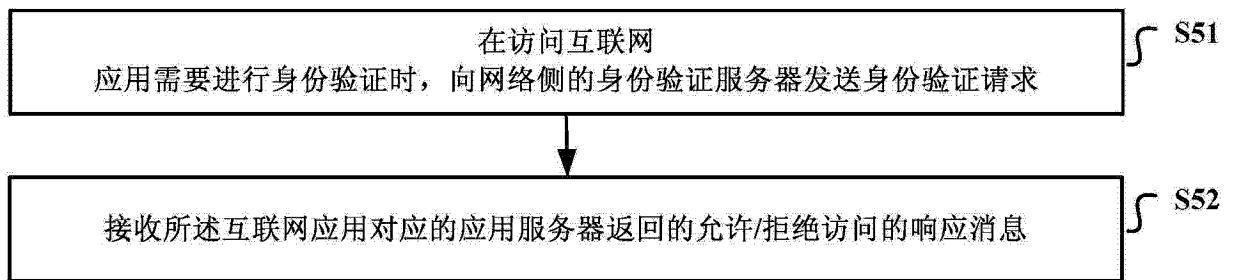 在访问互联网
应用需要进行身份验证时，向网络侧的身份验证服务器发送身份验证请求
S51
接收所述互联网应用对应的应用服务器返回的允许/拒绝访问的响应消息
S52